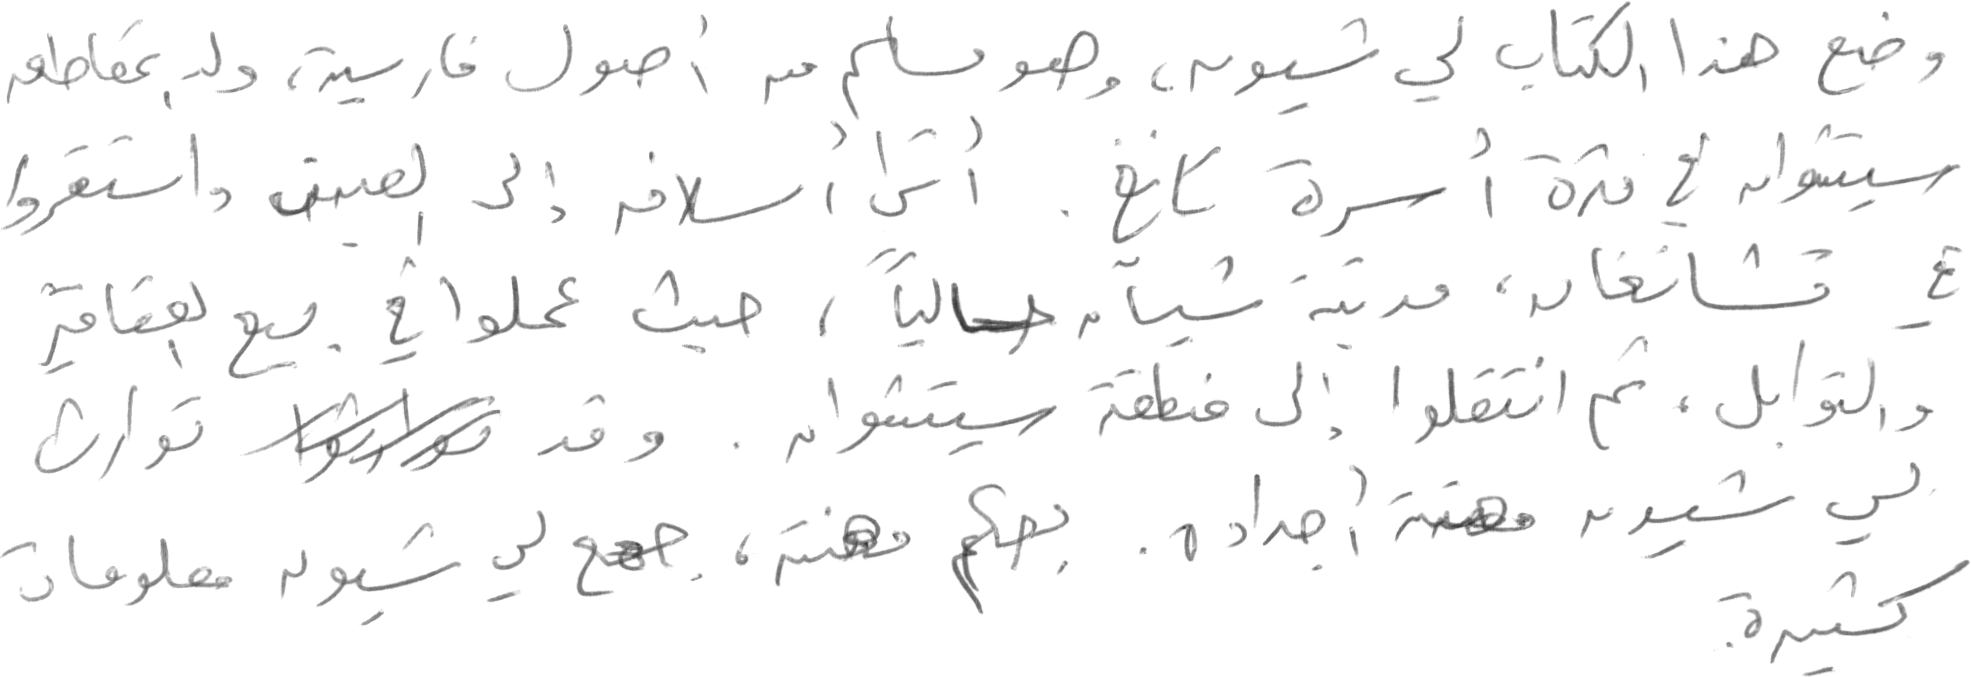 وضع هذا الكتاب لي شيون، وهو مسلم من أصول فارسية، ولد بمقاطعة
سيتشوان في فترة أسرة تانغ. أتى أسلافه إلى الصين واستقروا
في تشانغان، مدينة شيآن حالياً، حيث عملوا في بيع العقاقير
والتوابل، ثم انتقلوا إلى منطقة سيتشوان. وقد توارث
لي شيون مهنة أجداده. بحكم مهنته، جمع لي شيون معلومات
كثيرة.